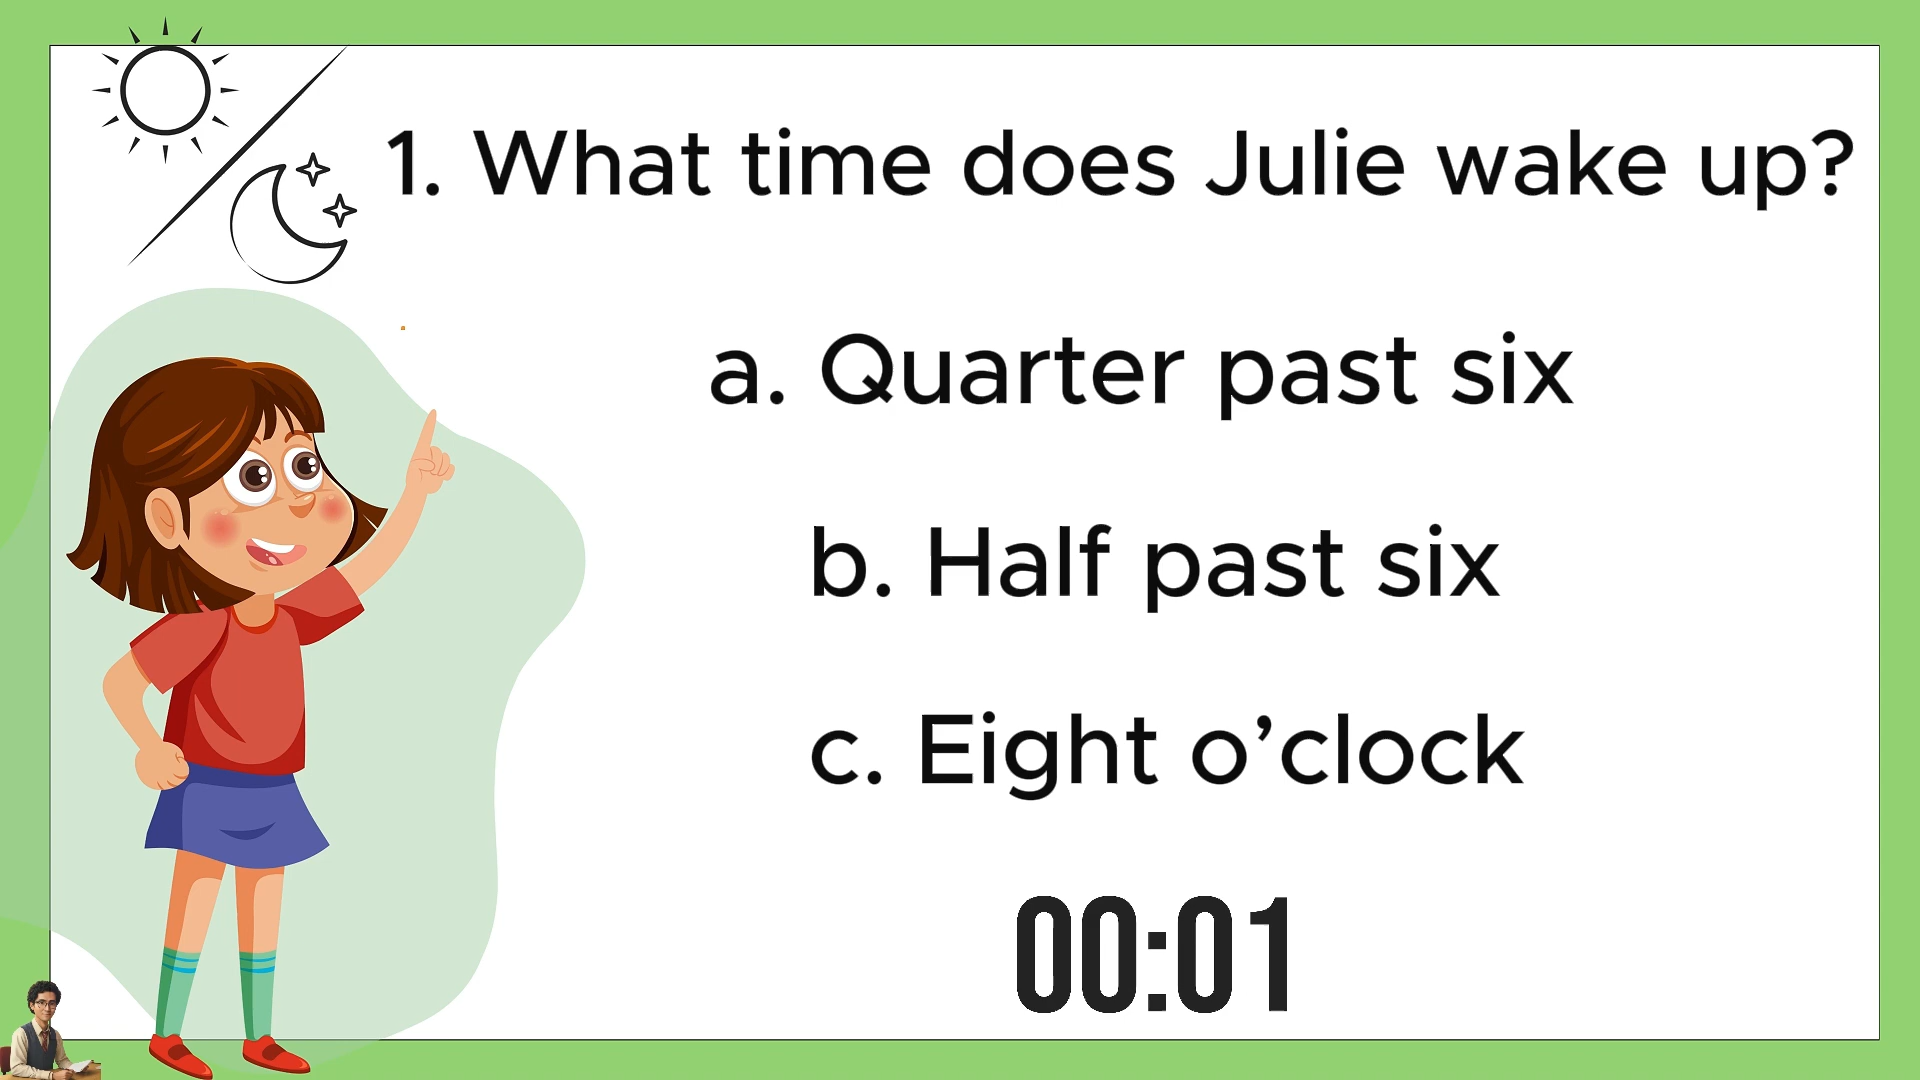 1. What time does Julie wake up?
a. Quarter past six
b. Half past six
c. Eight o’clock
00:01